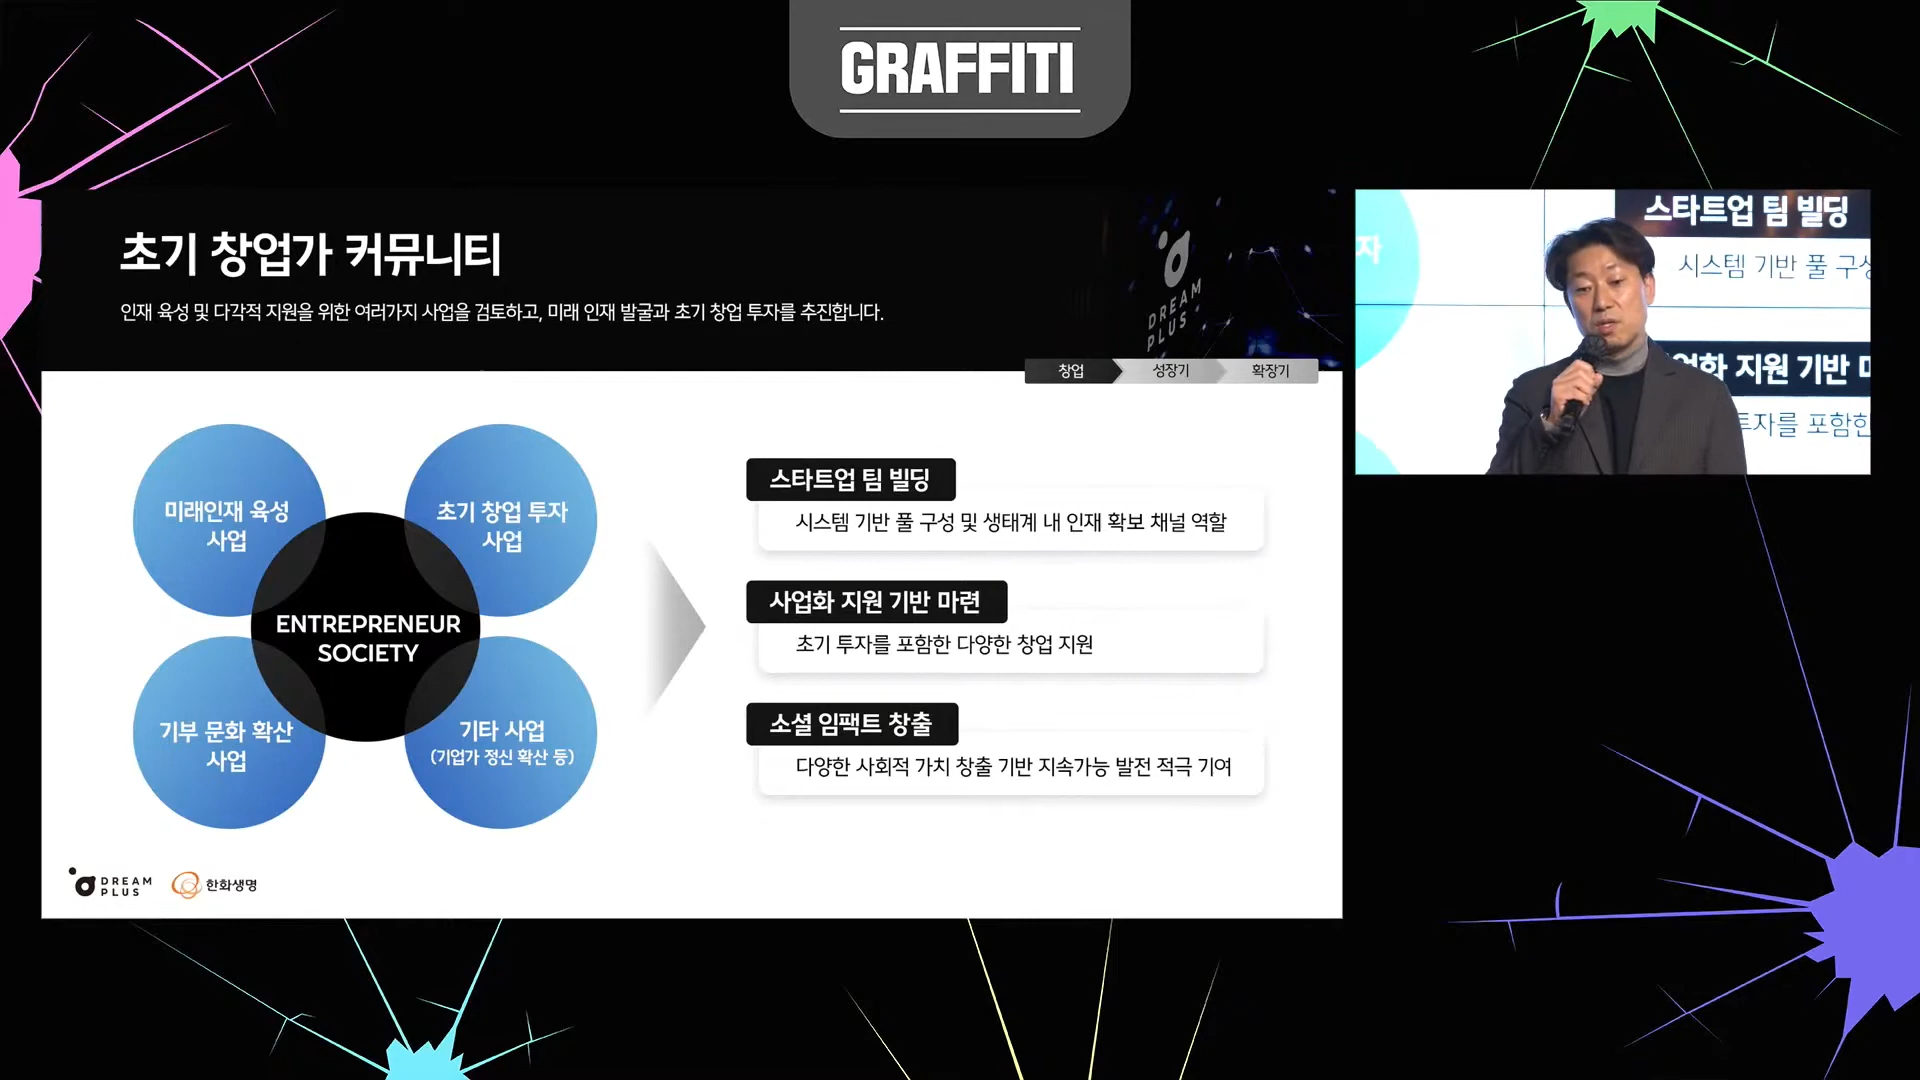 GRAFFITI
초기 창업가 커뮤니티
인재 육성 및 다각적 지원을 위한 여러가지 사업을 검토하고, 미래 인재 발굴과 초기 창업 투자를 추진합니다.
DREAM
PLUS
창업
성장기
확장기
미래인재 육성
사업
초기 창업 투자
사업
ENTREPRENEUR
SOCIETY
기부 문화 확산
사업
기타 사업
(기업가 정신 확산 등)
스타트업 팀 빌딩
시스템 기반 풀 구성 및 생태계 내 인재 확보 채널 역할
사업화 지원 기반 마련
초기 투자를 포함한 다양한 창업 지원
소셜 임팩트 창출
다양한 사회적 가치 창출 기반 지속가능 발전 적극 기여
DREAM
PLUS
한화생명
자
스타트업 팀 빌딩
시스템 기반 풀 구성
업화 지원 기반 마
투자를 포함한